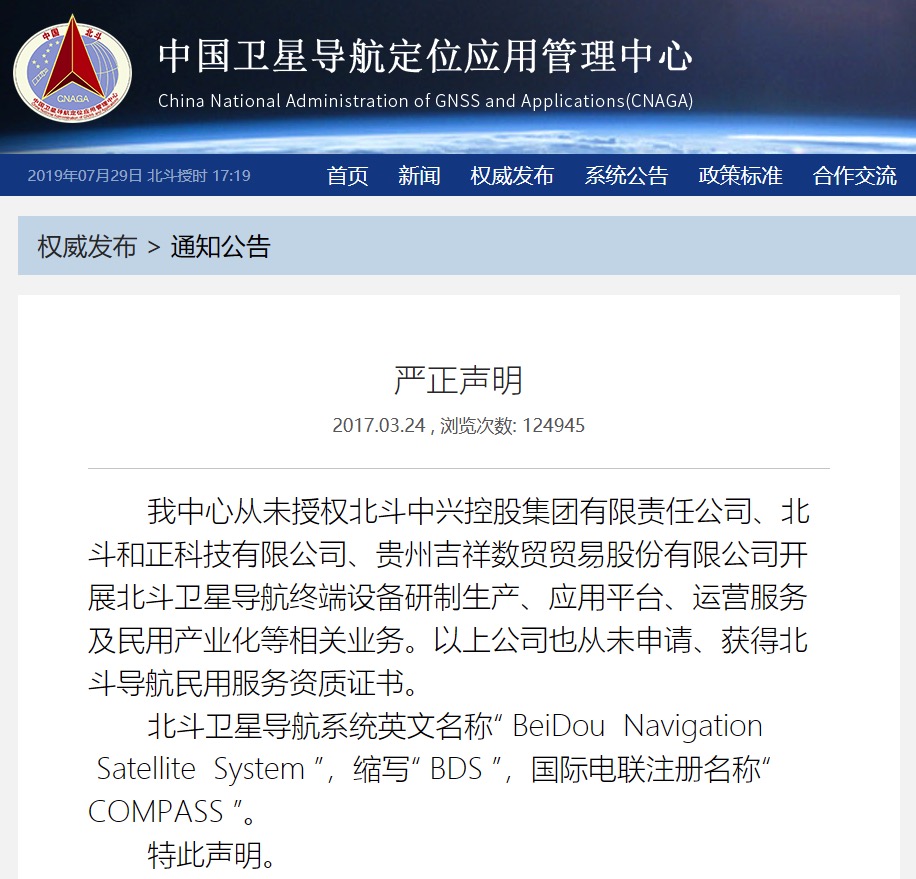 中国 北斗
CNAGA
中国卫星导航定位应用管理中心
中国卫星导航定位应用管理中心
China National Administration of GNSS and Applications(CNAGA)
2019年07月29日 北斗授时 17:19
首页 新闻 权威发布 系统公告 政策标准 合作交流
权威发布 > 通知公告
严正声明
2017.03.24 , 浏览次数: 124945
我中心从未授权北斗中兴控股集团有限责任公司、北
斗和正科技有限公司、贵州吉祥数贸贸易股份有限公司开
展北斗卫星导航终端设备研制生产、应用平台、运营服务
及民用产业化等相关业务。以上公司也从未申请、获得北
斗导航民用服务资质证书。
北斗卫星导航系统英文名称“ BeiDou Navigation
Satellite System ”，缩写“ BDS ”，国际电联注册名称“
COMPASS ”。
特此声明。